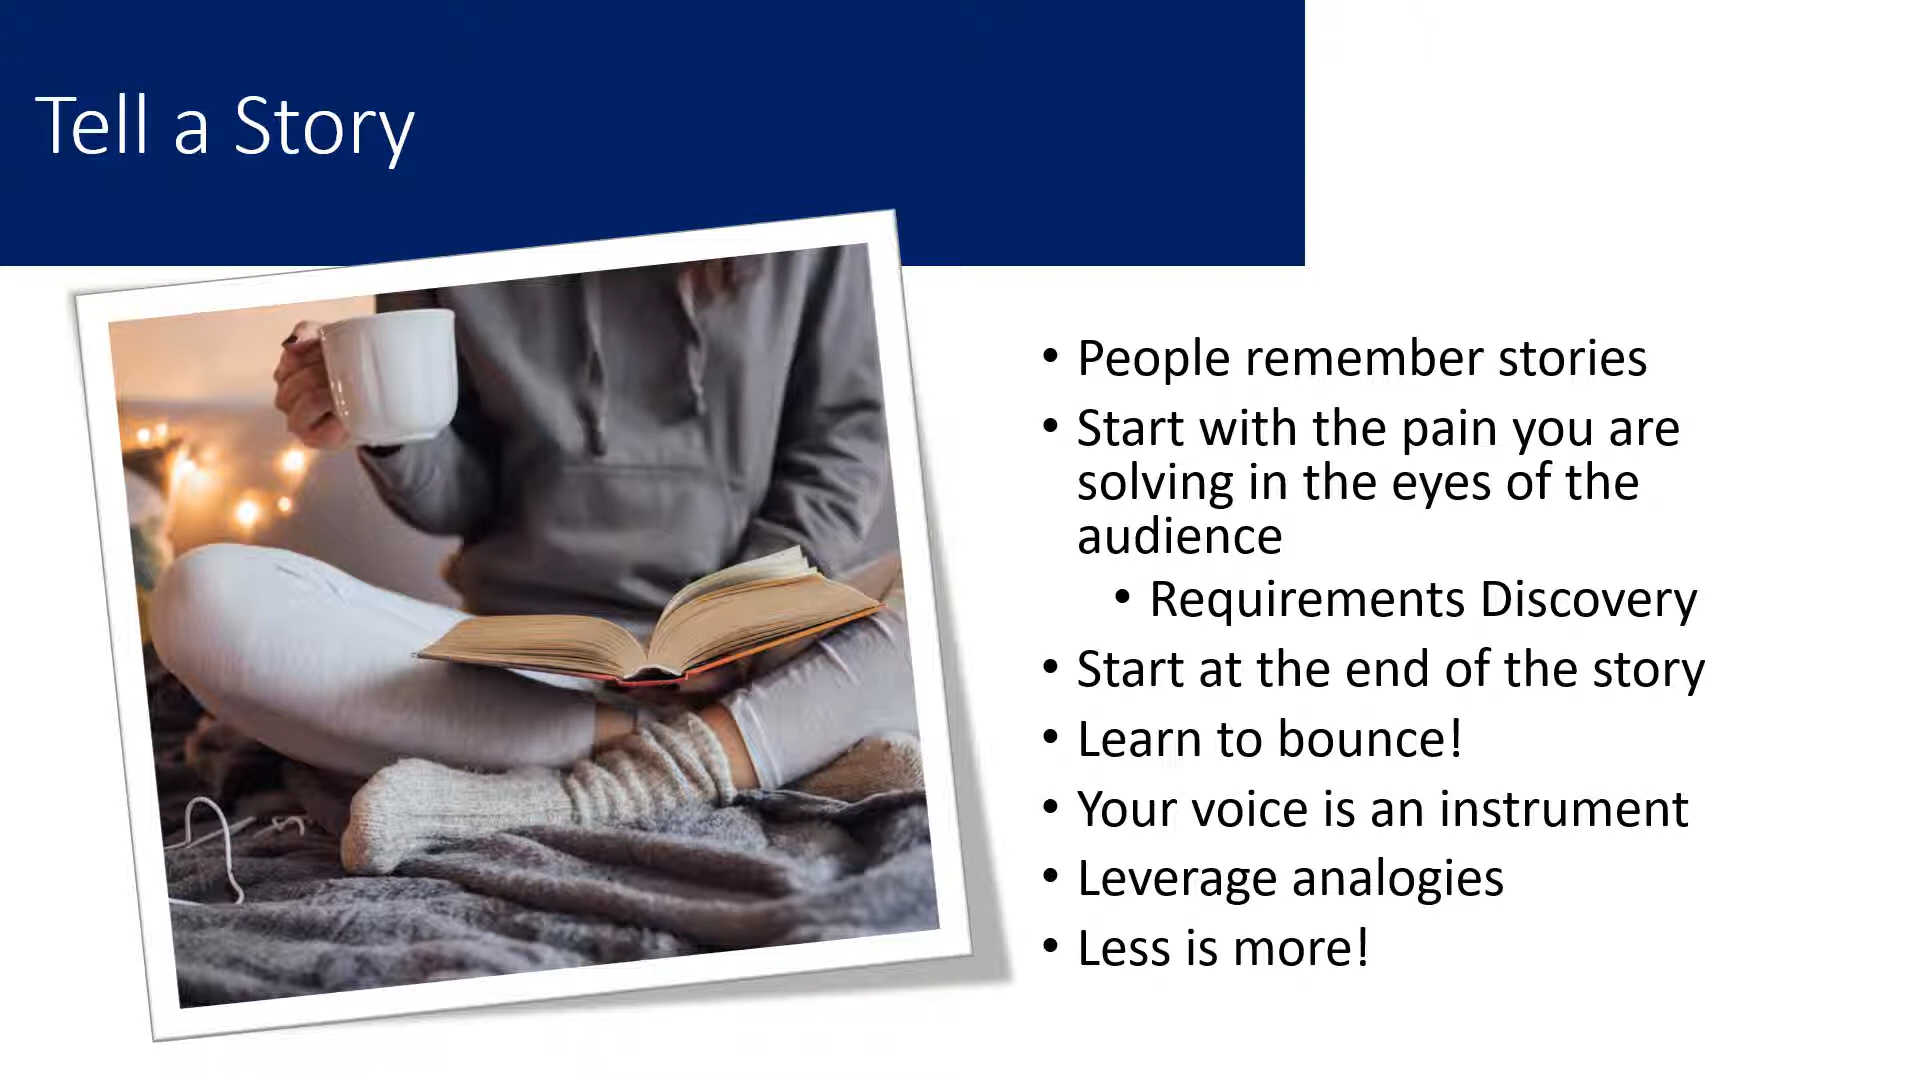 Tell a Story
• People remember stories
• Start with the pain you are
solving in the eyes of the
audience
• Requirements Discovery
• Start at the end of the story
• Learn to bounce!
• Your voice is an instrument
• Leverage analogies
• Less is more!